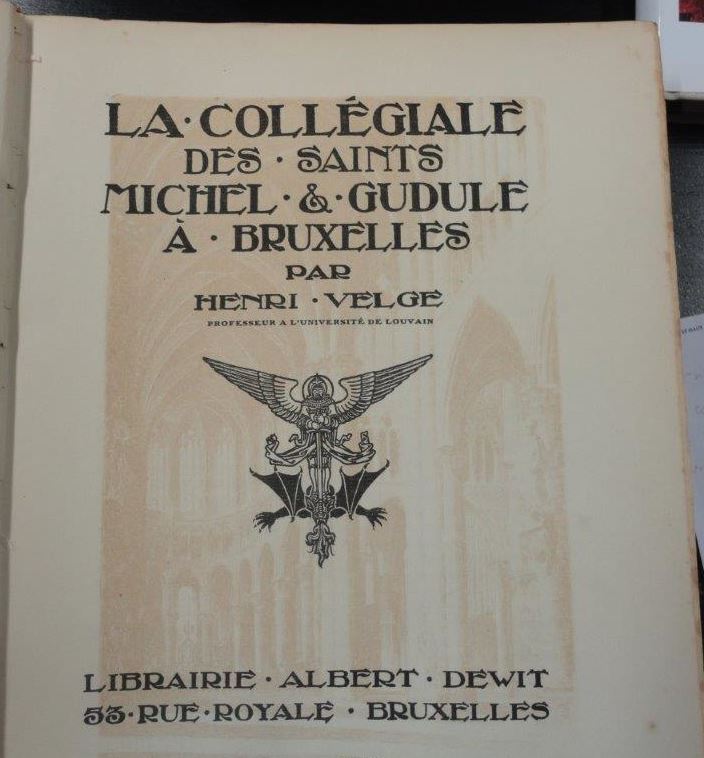 LA · COLLÉGIALE
DES · SAINTS
MICHEL · & · GUDULE
À · BRUXELLES
PAR
HENRI · VELGE
PROFESSEUR A L'UNIVERSITÉ DE LOUVAIN
LIBRAIRIE · ALBERT · DEWIT
53 · RUE · ROYALE · BRUXELLES